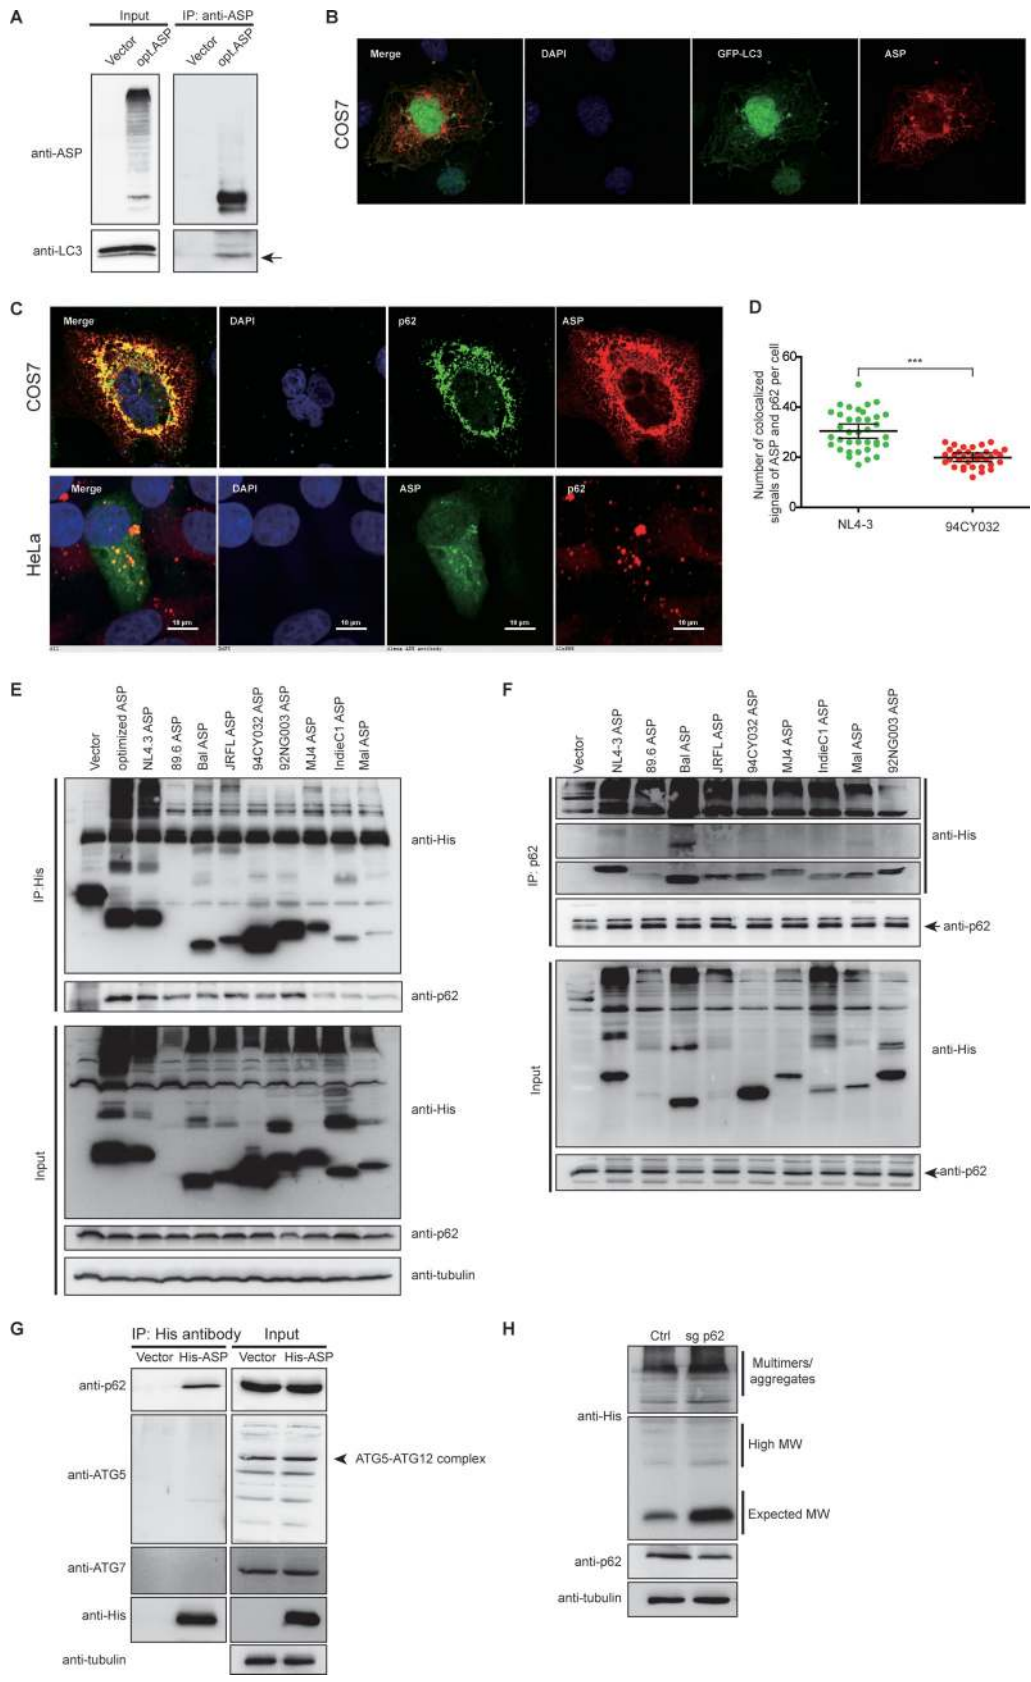 A
Input
IP: anti-ASP
Vector
opt.ASP
Vector
opt.ASP
anti-ASP
anti-LC3
B
COS7
Merge
DAPI
GFP-LC3
ASP
C
COS7
Merge
DAPI
p62
ASP
HeLa
Merge
DAPI
ASP
p62
10 µm
10 µm
10 µm
10 µm
D
Number of colocalized
signals of ASP and p62 per cell
60
40
20
0
***
NL4-3
94CY032
E
Vector
optimized ASP
NL4.3 ASP
89.6 ASP
Bal ASP
JRFL ASP
94CY032 ASP
92NG003 ASP
MJ4 ASP
IndieC1 ASP
Mal ASP
IP:His
anti-His
anti-p62
Input
anti-His
anti-p62
anti-tubulin
F
Vector
NL4-3 ASP
89.6 ASP
Bal ASP
JRFL ASP
94CY032 ASP
MJ4 ASP
IndieC1 ASP
Mal ASP
92NG003 ASP
IP: p62
anti-His
anti-p62
Input
anti-His
anti-p62
G
IP: His antibody
Input
Vector
His-ASP
Vector
His-ASP
anti-p62
anti-ATG5
ATG5-ATG12 complex
anti-ATG7
anti-His
anti-tubulin
H
Ctrl
sg p62
anti-His
Multimers/
aggregates
High MW
Expected MW
anti-p62
anti-tubulin